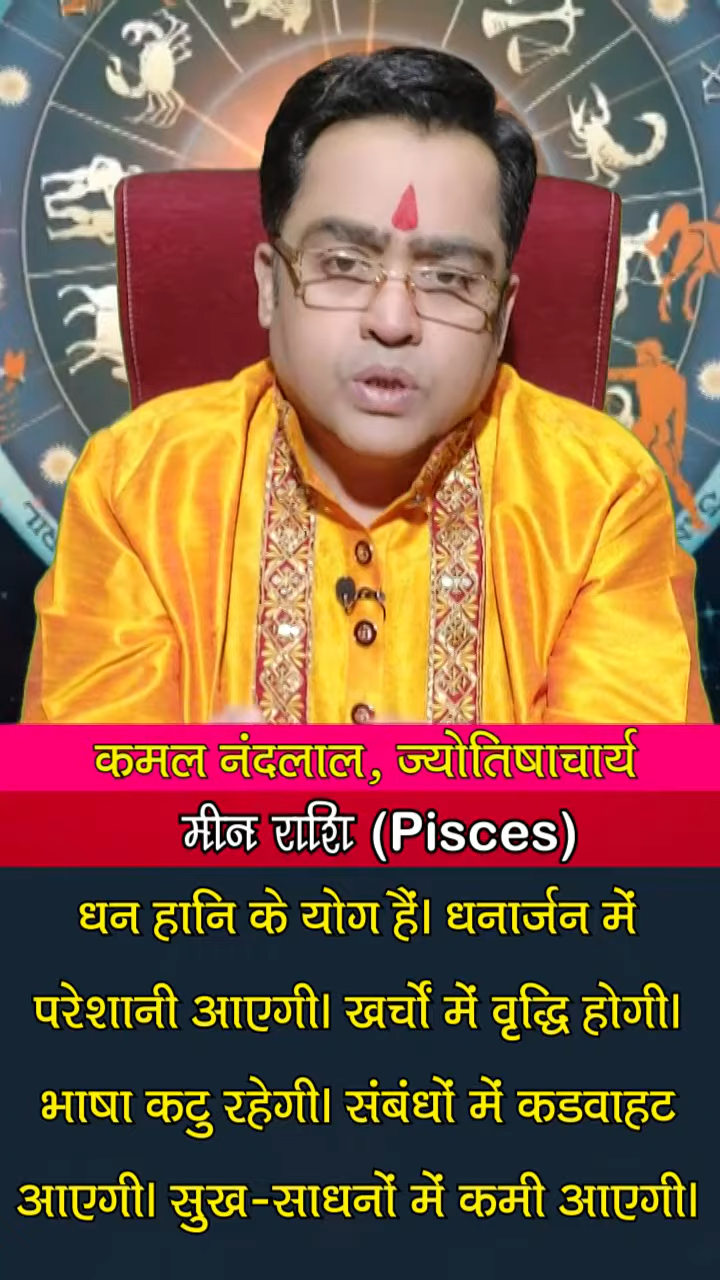 कमल नंदलाल, ज्योतिषाचार्य
मीन राशि (Pisces)
धन हानि के योग हैं। धनार्जन में
परेशानी आएगी। खर्चों में वृद्धि होगी।
भाषा कटु रहेगी। संबंधों में कडवाहट
आएगी। सुख-साधनों में कमी आएगी।